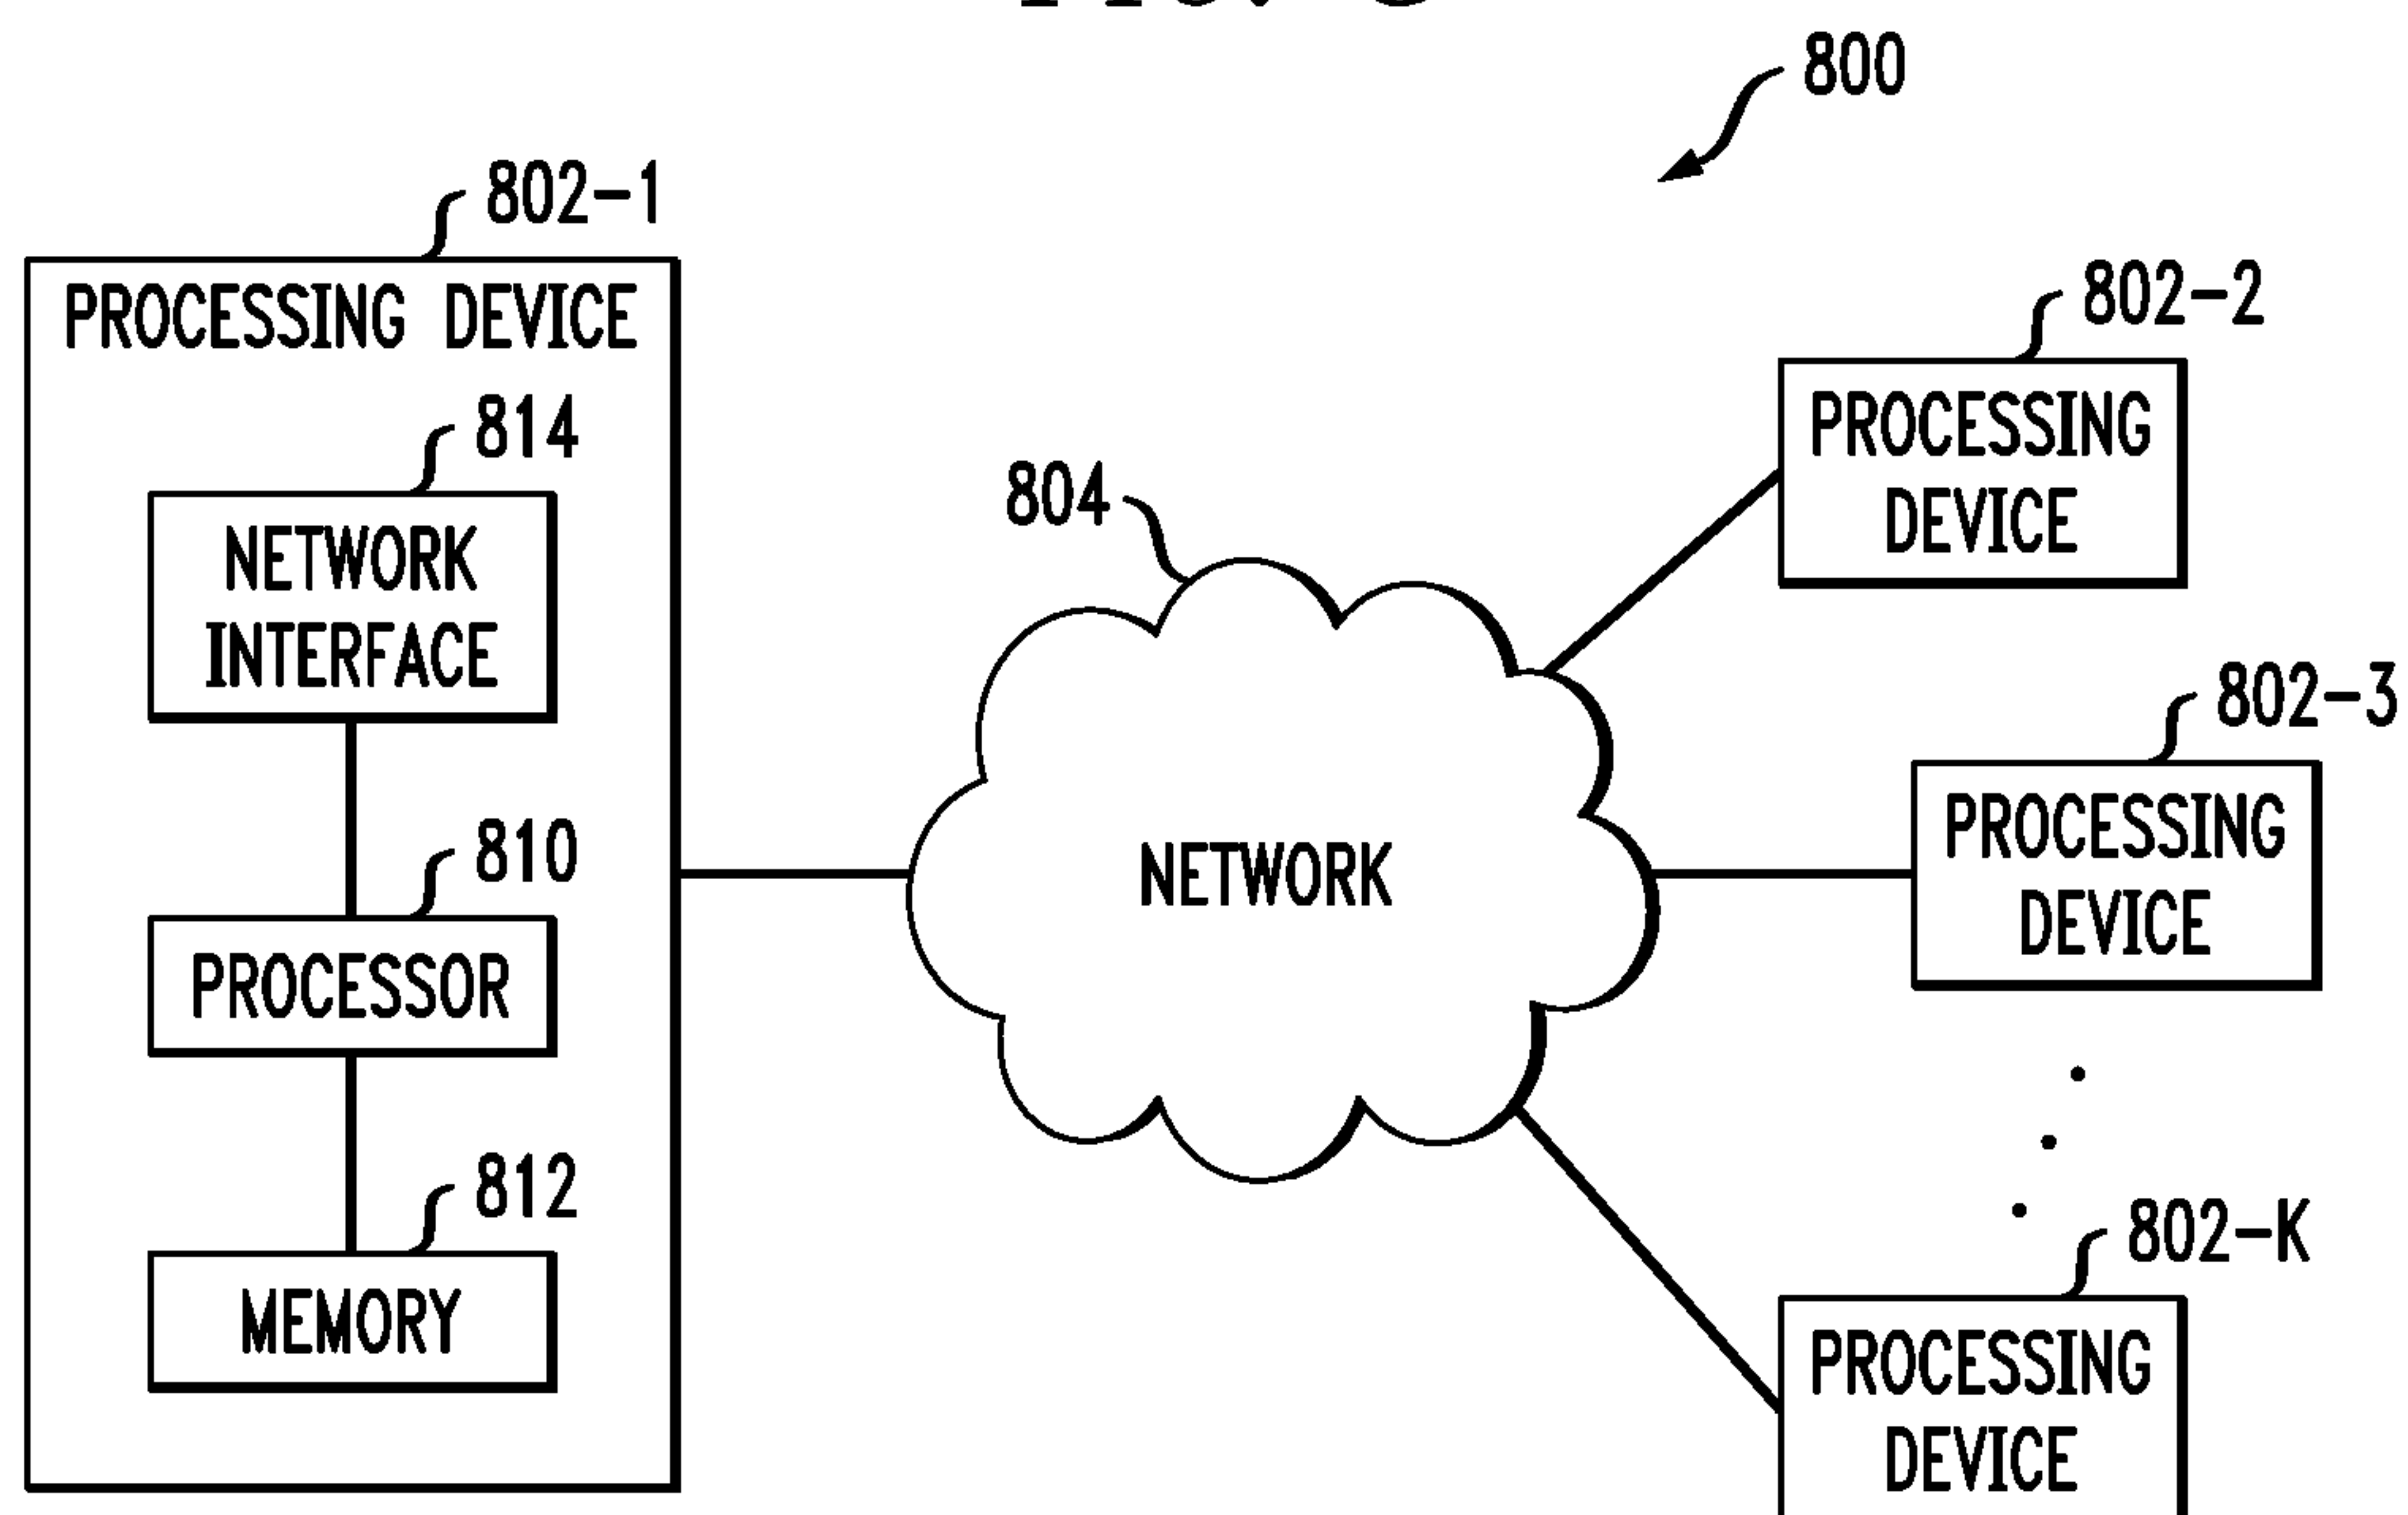 800
802-1
PROCESSING DEVICE
814
NETWORK
INTERFACE
810
PROCESSOR
812
MEMORY
804
NETWORK
802-2
PROCESSING
DEVICE
802-3
PROCESSING
DEVICE
802-K
PROCESSING
DEVICE